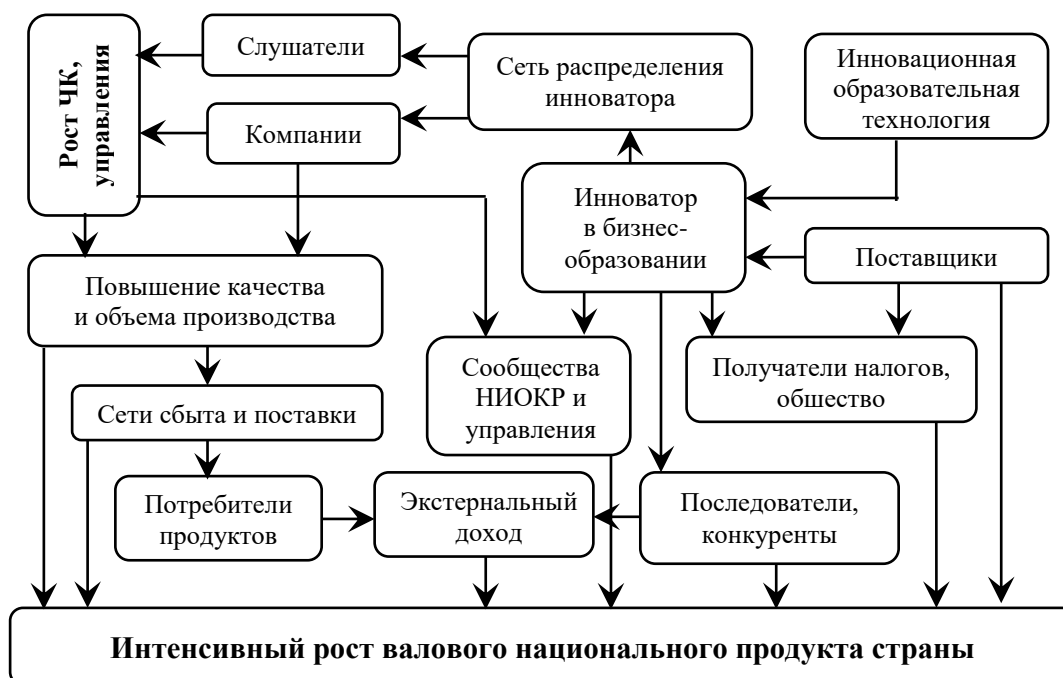 Рост ЧК,
управления
Слушатели
Компании
Сеть распределения
инноватора
Инновационная
образовательная
технология
Инноватор
в бизнес-
образовании
Поставщики
Повышение качества
и объема производства
Сообщества
НИОКР и
управления
Получатели налогов,
обшество
Сети сбыта и поставки
Потребители
продуктов
Экстернальный
доход
Последователи,
конкуренты
Интенсивный рост валового национального продукта страны